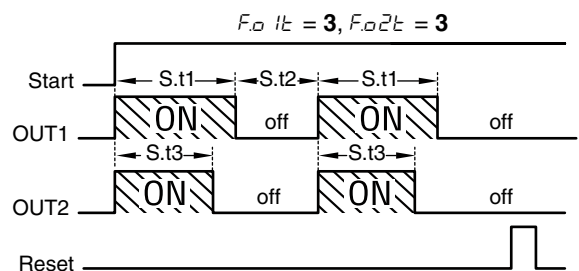 F.o1t = 3, F.o2t = 3
Start
S.t1 S.t2 S.t1
OUT1 ON off ON off
S.t3 S.t3
OUT2 ON off ON off
Reset